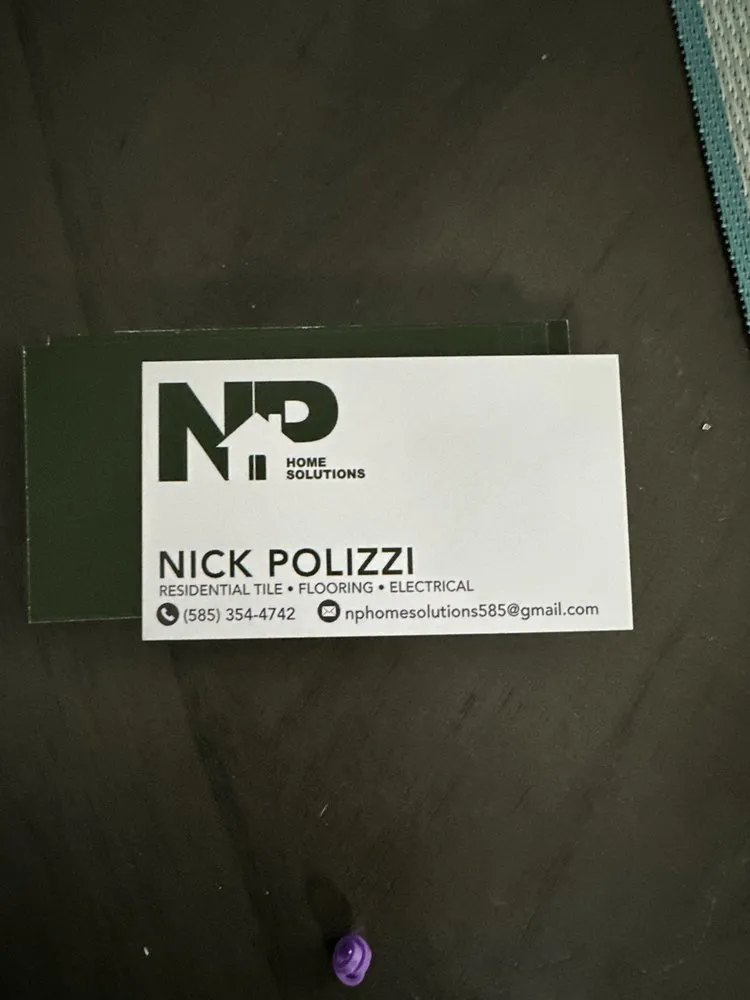 NP
HOME
SOLUTIONS
NICK POLIZZI
RESIDENTIAL TILE • FLOORING • ELECTRICAL
(585) 354-4742 nphomesolutions585@gmail.com